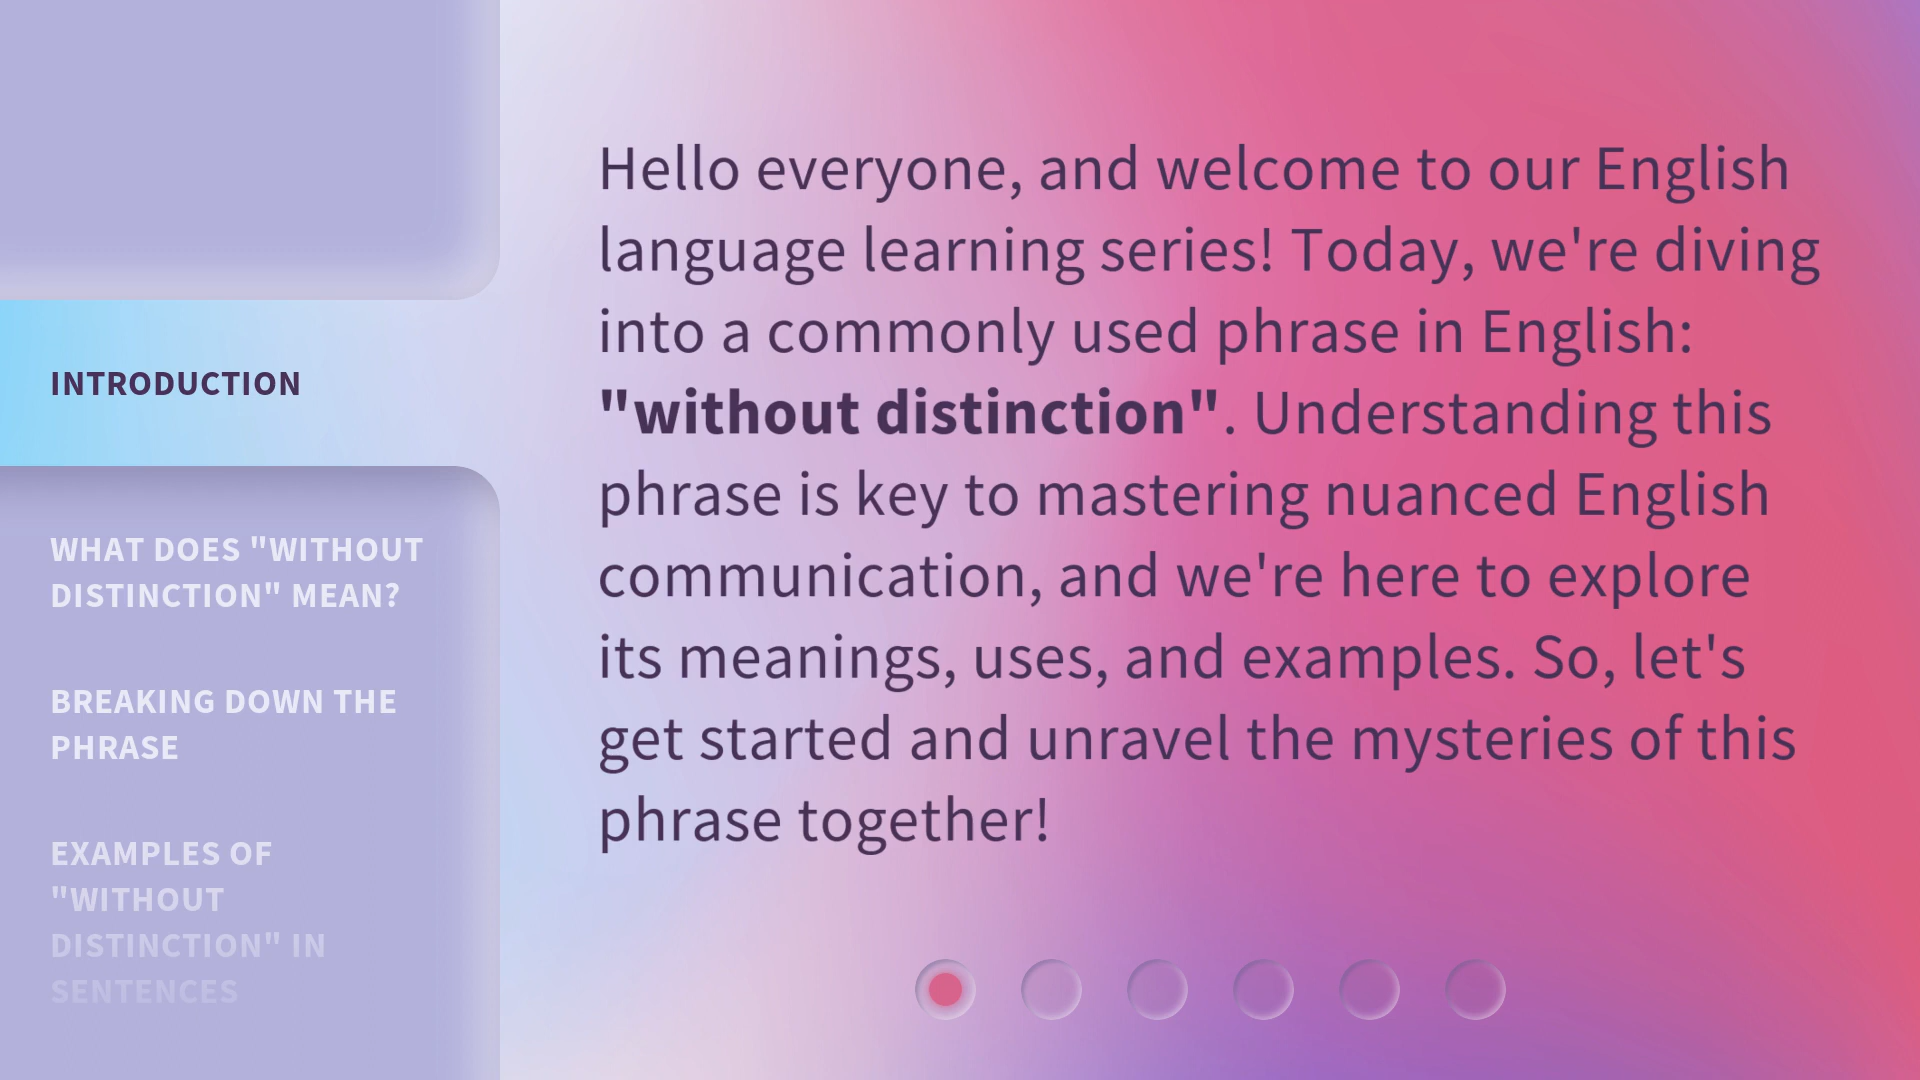 INTRODUCTION
WHAT DOES "WITHOUT
DISTINCTION" MEAN?
BREAKING DOWN THE
PHRASE
EXAMPLES OF
"WITHOUT
DISTINCTION" IN
SENTENCES
Hello everyone, and welcome to our English
language learning series! Today, we're diving
into a commonly used phrase in English:
"without distinction". Understanding this
phrase is key to mastering nuanced English
communication, and we're here to explore
its meanings, uses, and examples. So, let's
get started and unravel the mysteries of this
phrase together!